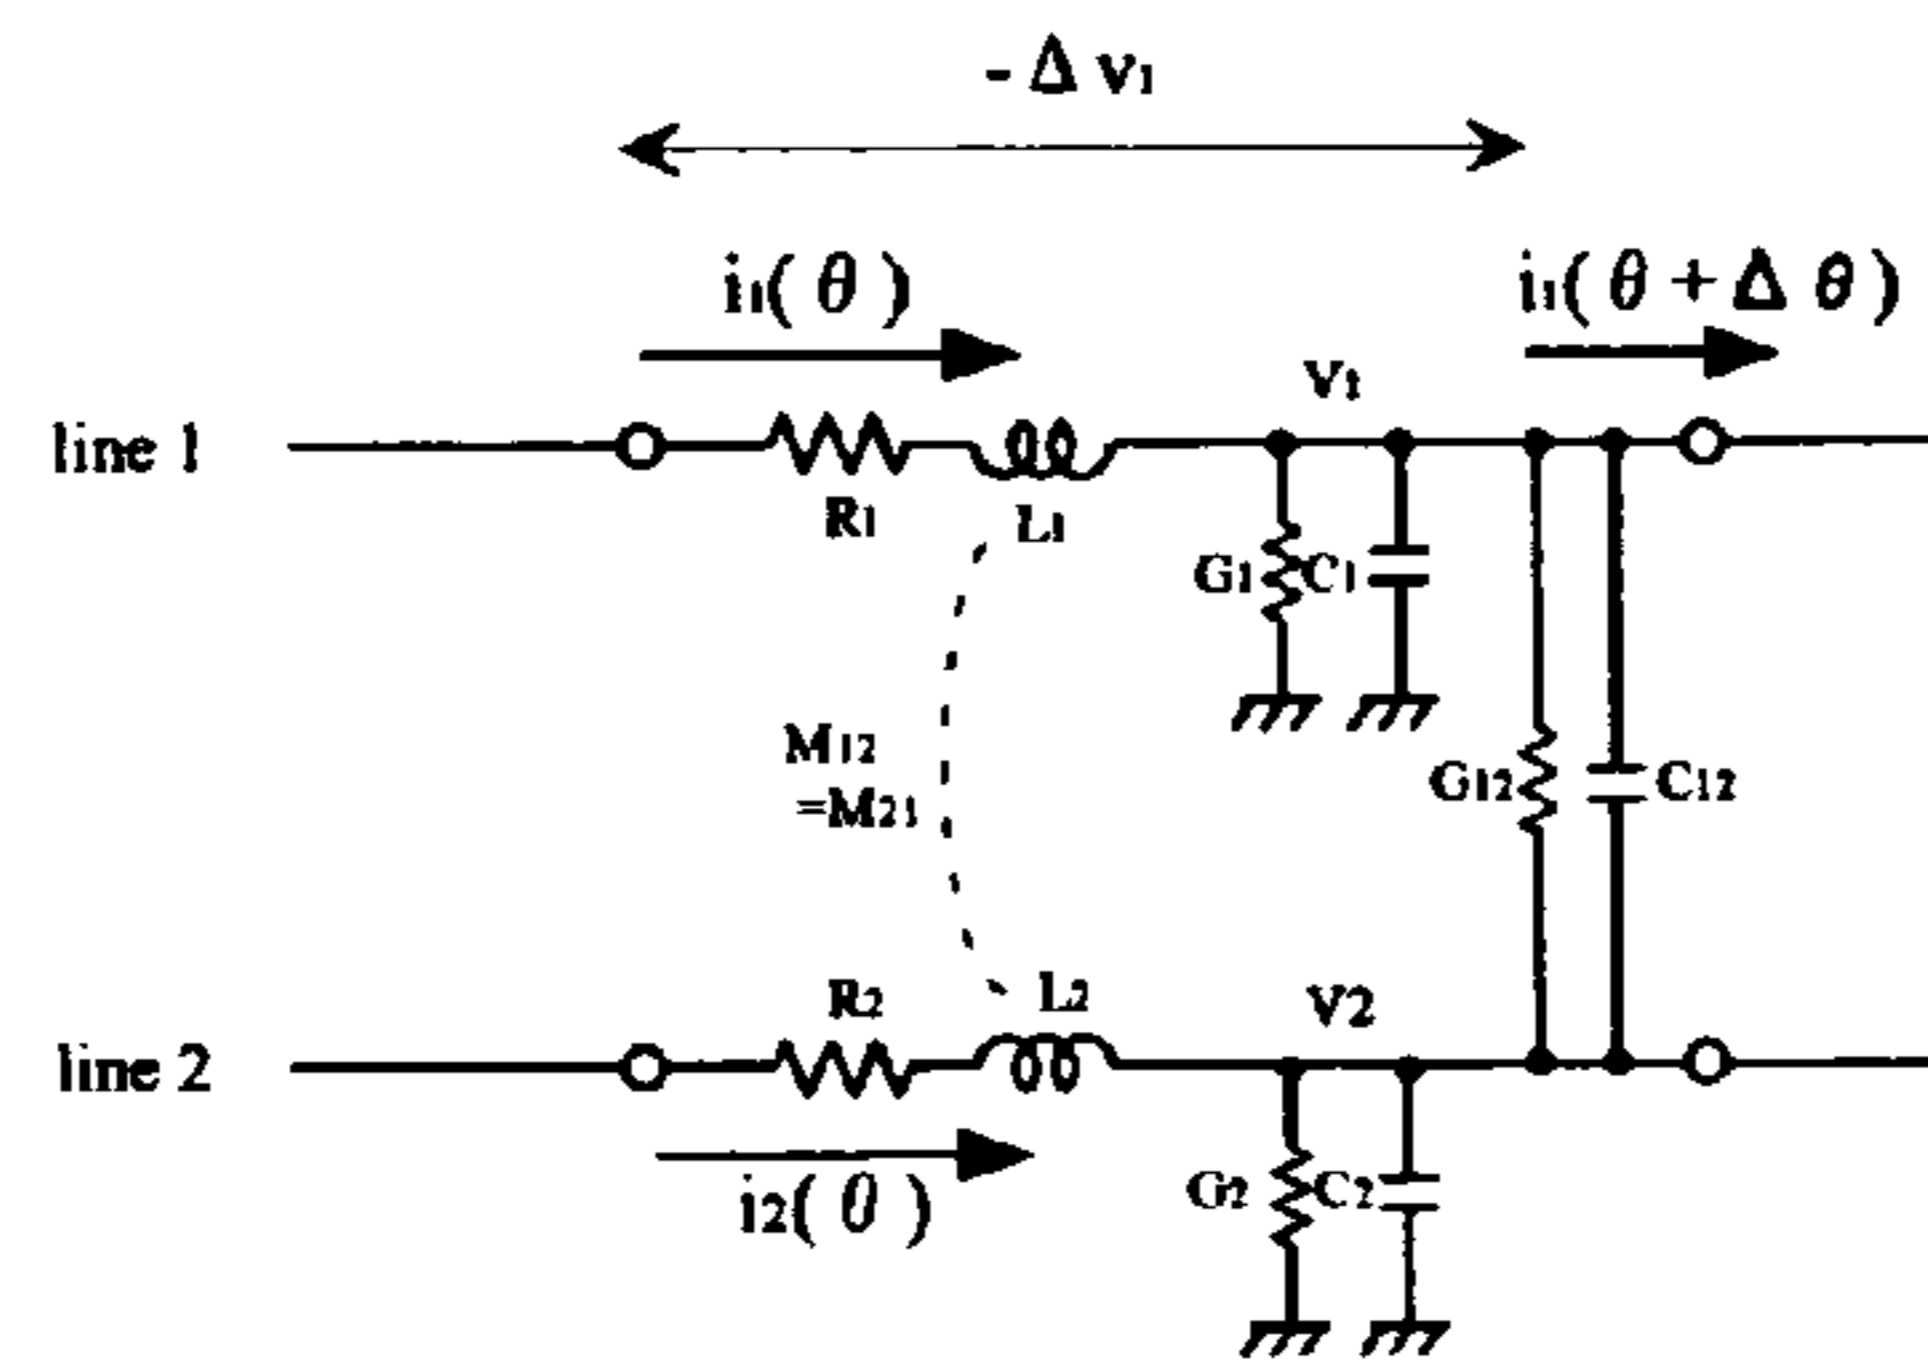 - Δ v1
i1( θ )
i1( θ + Δ θ )
V1
line 1
R1
L1
G1
C1
M12
=M21
G12
C12
R2
L2
V2
line 2
i2( θ )
G2
C2